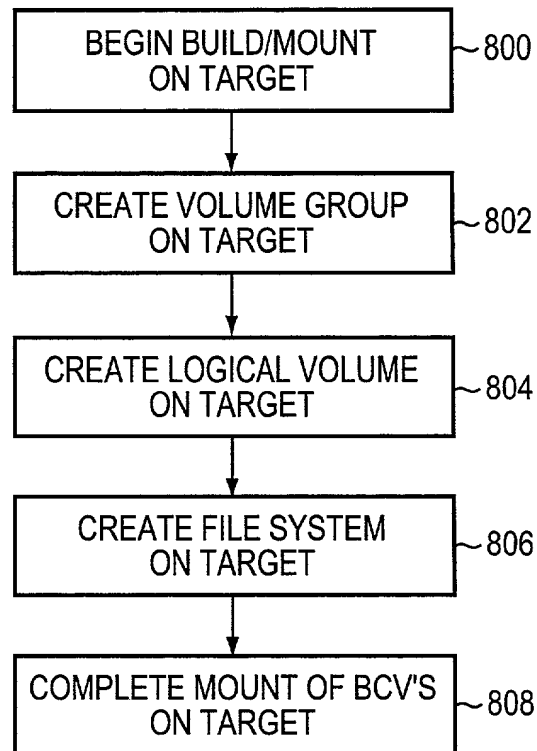 BEGIN BUILD/MOUNT
ON TARGET
~800
CREATE VOLUME GROUP
ON TARGET
~802
CREATE LOGICAL VOLUME
ON TARGET
~804
CREATE FILE SYSTEM
ON TARGET
~806
COMPLETE MOUNT OF BCV'S
ON TARGET
~808